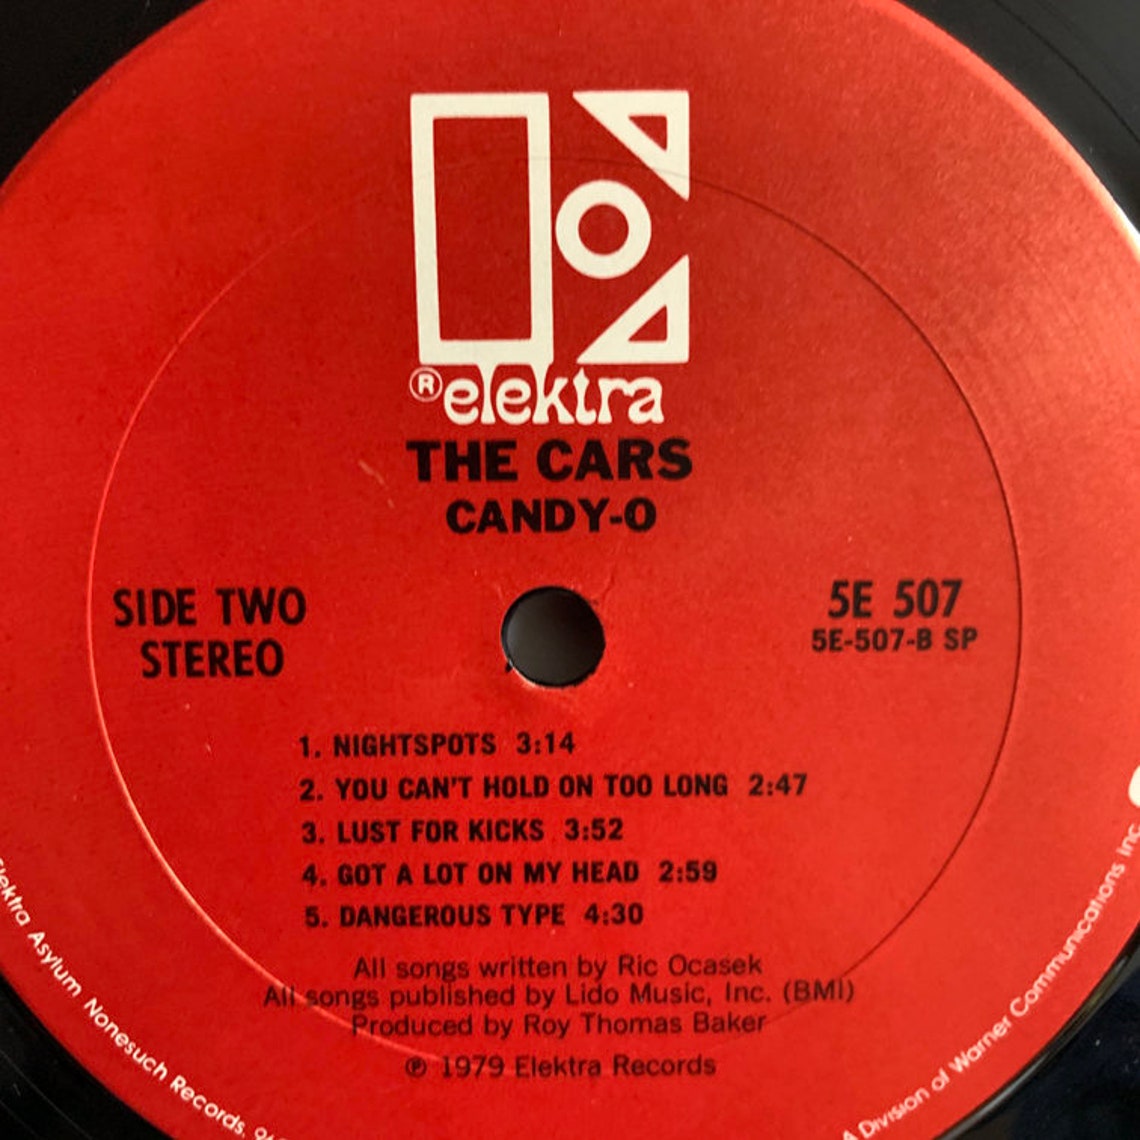 ® elektra
THE CARS
CANDY-O
SIDE TWO
STEREO
5E 507
5E-507-B SP
1. NIGHTSPOTS 3:14
2. YOU CAN'T HOLD ON TOO LONG 2:47
3. LUST FOR KICKS 3:52
4. GOT A LOT ON MY HEAD 2:59
5. DANGEROUS TYPE 4:30
All songs written by Ric Ocasek
All songs published by Lido Music, Inc. (BMI)
Produced by Roy Thomas Baker
℗ 1979 Elektra Records
Elektra Asylum Nonesuch Records,
A Division of Warner Communications Inc.